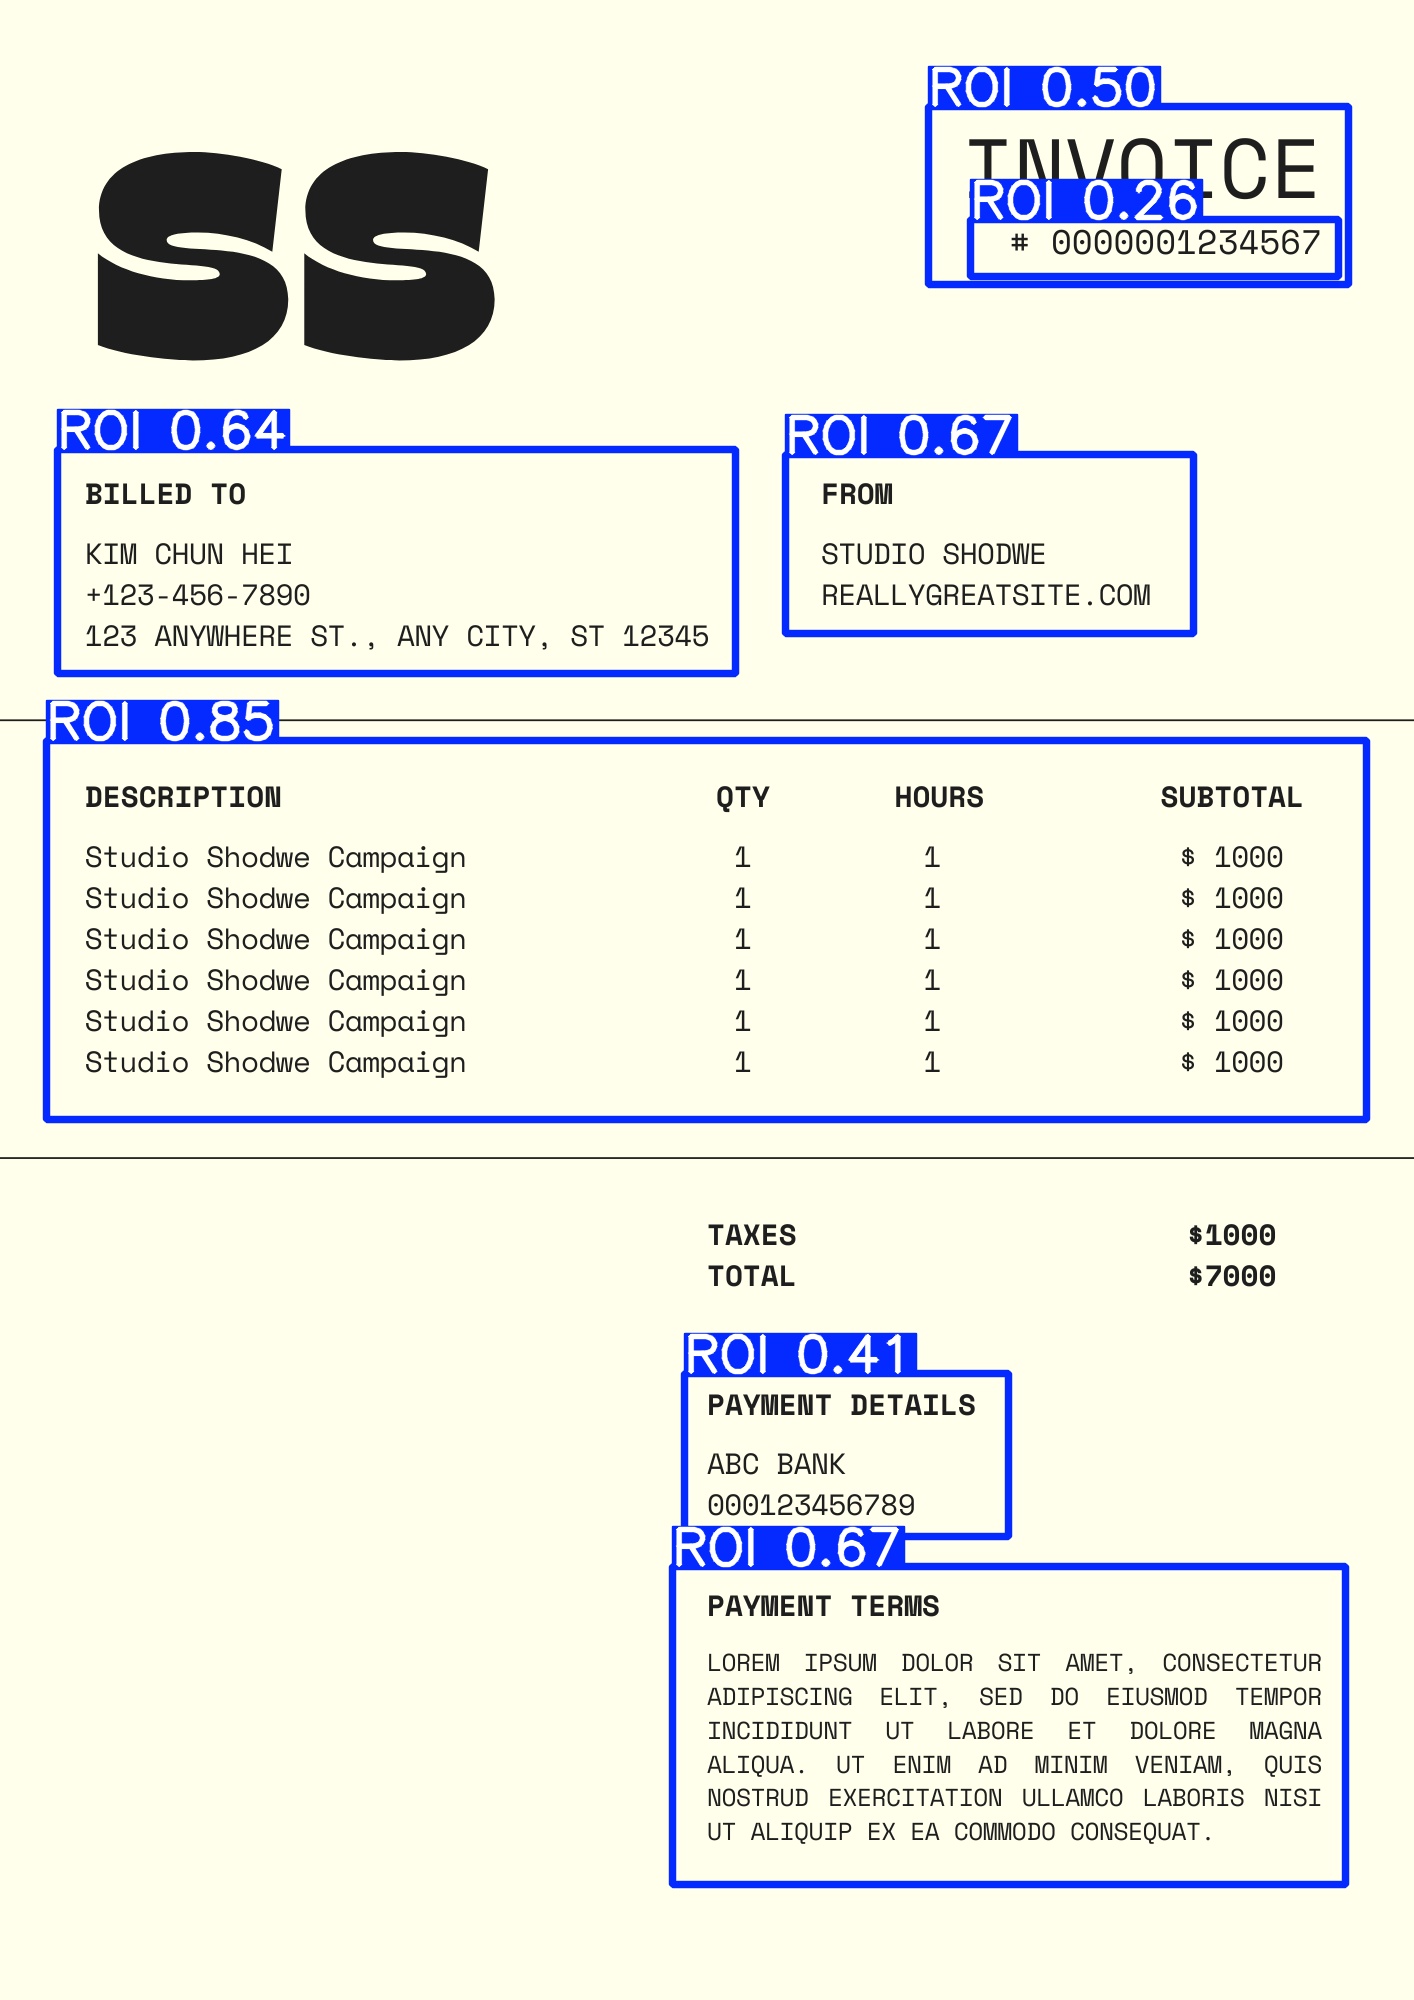 ROI 0.50
INVOICE
ROI 0.26
# 0000001234567
SS
ROI 0.64
BILLED TO
KIM CHUN HEI
+123-456-7890
123 ANYWHERE ST., ANY CITY, ST 12345
ROI 0.67
FROM
STUDIO SHODWE
REALLYGREATSITE.COM
ROI 0.85
DESCRIPTION QTY HOURS SUBTOTAL
Studio Shodwe Campaign 1 1 $ 1000
Studio Shodwe Campaign 1 1 $ 1000
Studio Shodwe Campaign 1 1 $ 1000
Studio Shodwe Campaign 1 1 $ 1000
Studio Shodwe Campaign 1 1 $ 1000
Studio Shodwe Campaign 1 1 $ 1000
TAXES $1000
TOTAL $7000
ROI 0.41
PAYMENT DETAILS
ABC BANK
000123456789
ROI 0.67
PAYMENT TERMS
LOREM IPSUM DOLOR SIT AMET, CONSECTETUR
ADIPISCING ELIT, SED DO EIUSMOD TEMPOR
INCIDIDUNT UT LABORE ET DOLORE MAGNA
ALIQUA. UT ENIM AD MINIM VENIAM, QUIS
NOSTRUD EXERCITATION ULLAMCO LABORIS NISI
UT ALIQUIP EX EA COMMODO CONSEQUAT.